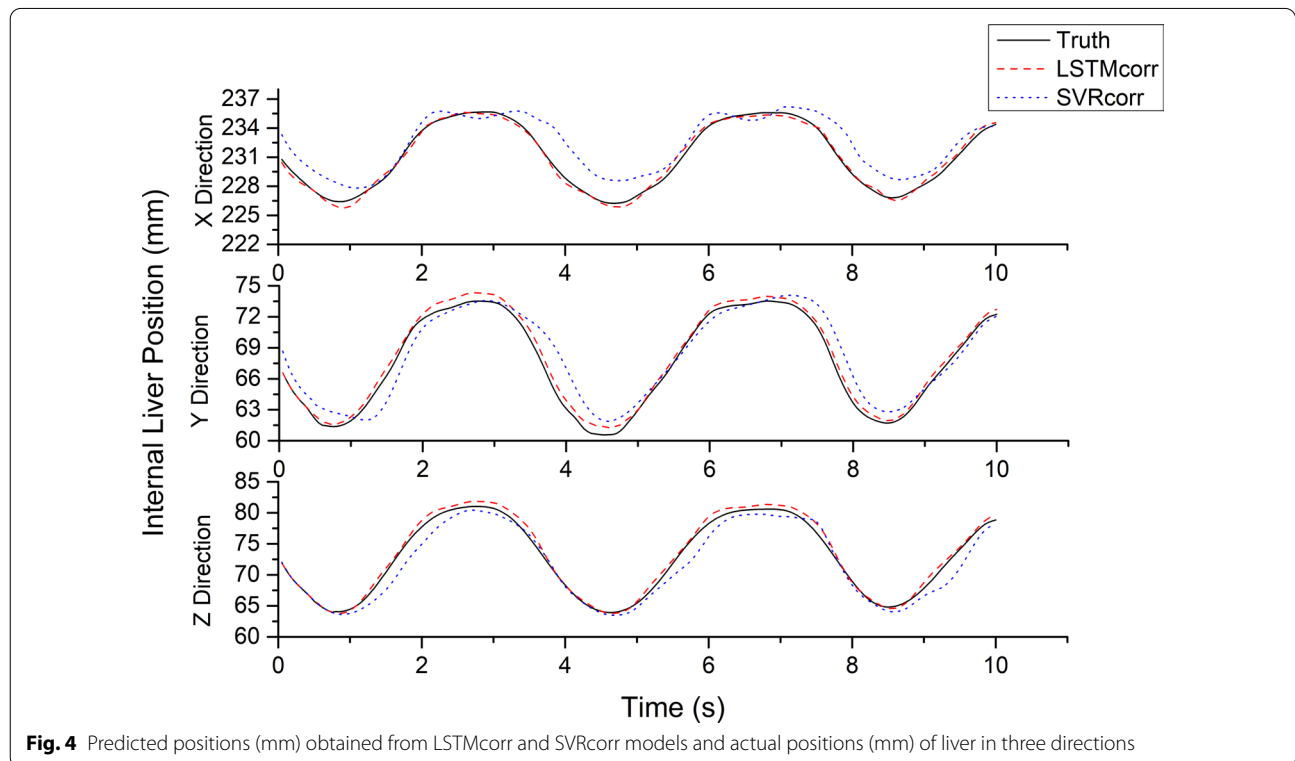 Truth
LSTMcorr
SVRcorr
Internal Liver Position (mm)
X Direction
237
234
231
228
225
222
0 2 4 6 8 10
Y Direction
75
72
69
66
63
60
0 2 4 6 8 10
Z Direction
85
80
75
70
65
60
0 2 4 6 8 10
Time (s)
Fig. 4 Predicted positions (mm) obtained from LSTMcorr and SVRcorr models and actual positions (mm) of liver in three directions